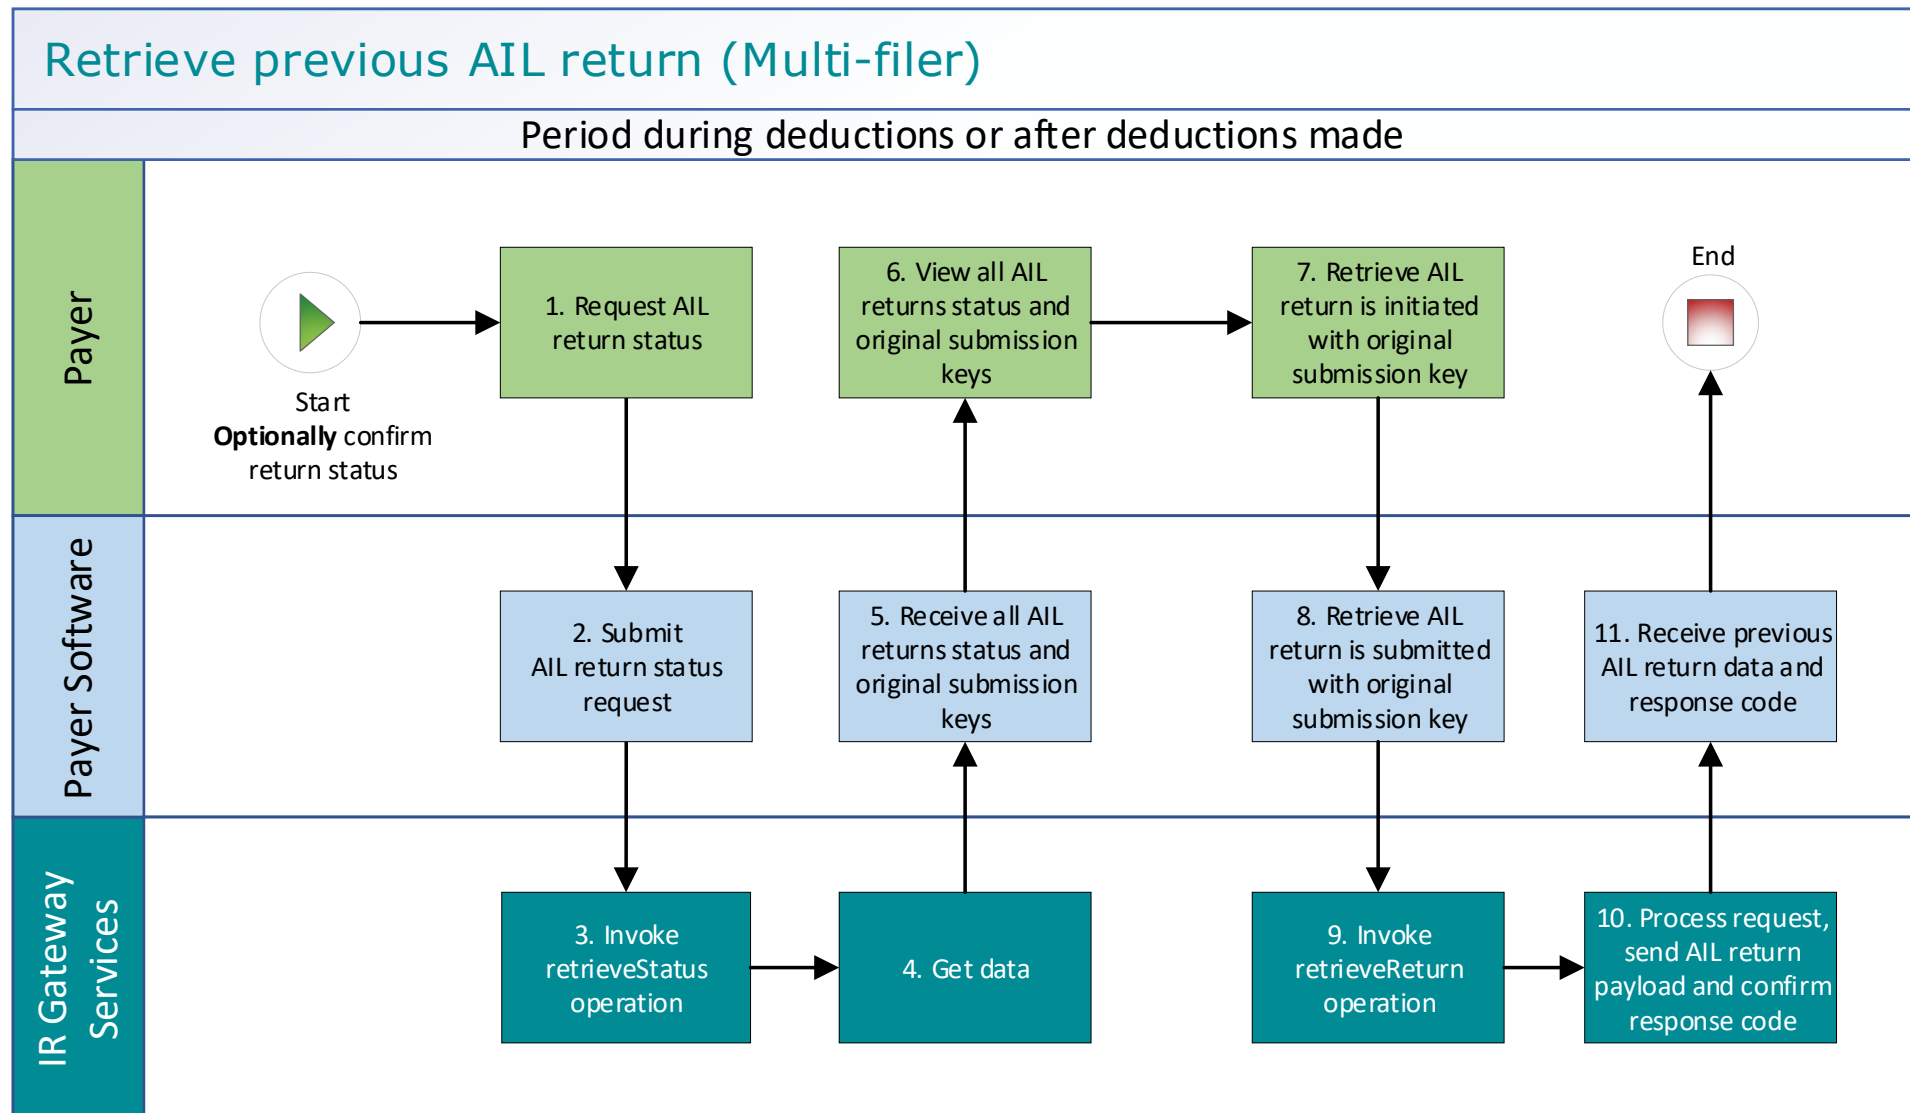 Retrieve previous AIL return (Multi-filer)
Period during deductions or after deductions made
Payer
Start
Optionally confirm
return status
1. Request AIL
return status
6. View all AIL
returns status and
original submission
keys
7. Retrieve AIL
return is initiated
with original
submission key
End
Payer Software
2. Submit
AIL return status
request
5. Receive all AIL
returns status and
original submission
keys
8. Retrieve AIL
return is submitted
with original
submission key
11. Receive previous
AIL return data and
response code
IR Gateway
Services
3. Invoke
retrieveStatus
operation
4. Get data
9. Invoke
retrieveReturn
operation
10. Process request,
send AIL return
payload and confirm
response code